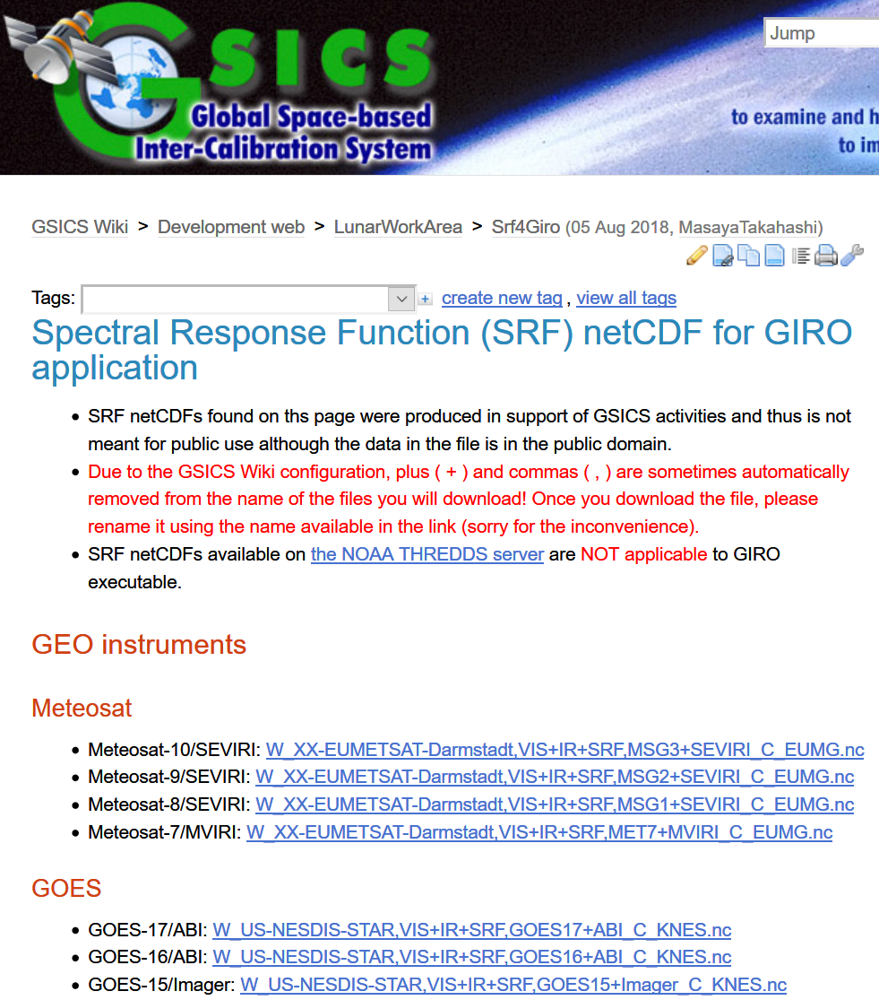 GSICS
Jump
Global Space-based
Inter-Calibration System
to examine and h
to im
GSICS Wiki > Development web > LunarWorkArea > Srf4Giro (05 Aug 2018, MasayaTakahashi)
Tags:
+ create new tag , view all tags
Spectral Response Function (SRF) netCDF for GIRO
application
• SRF netCDFs found on ths page were produced in support of GSICS activities and thus is not
meant for public use although the data in the file is in the public domain.
• Due to the GSICS Wiki configuration, plus ( + ) and commas ( , ) are sometimes automatically
removed from the name of the files you will download! Once you download the file, please
rename it using the name available in the link (sorry for the inconvenience).
• SRF netCDFs available on the NOAA THREDDS server are NOT applicable to GIRO
executable.
GEO instruments
Meteosat
• Meteosat-10/SEVIRI: W_XX-EUMETSAT-Darmstadt,VIS+IR+SRF,MSG3+SEVIRI_C_EUMG.nc
• Meteosat-9/SEVIRI: W_XX-EUMETSAT-Darmstadt,VIS+IR+SRF,MSG2+SEVIRI_C_EUMG.nc
• Meteosat-8/SEVIRI: W_XX-EUMETSAT-Darmstadt,VIS+IR+SRF,MSG1+SEVIRI_C_EUMG.nc
• Meteosat-7/MVIRI: W_XX-EUMETSAT-Darmstadt,VIS+IR+SRF,MET7+MVIRI_C_EUMG.nc
GOES
• GOES-17/ABI: W_US-NESDIS-STAR,VIS+IR+SRF,GOES17+ABI_C_KNES.nc
• GOES-16/ABI: W_US-NESDIS-STAR,VIS+IR+SRF,GOES16+ABI_C_KNES.nc
• GOES-15/Imager: W_US-NESDIS-STAR,VIS+IR+SRF,GOES15+Imager_C_KNES.nc